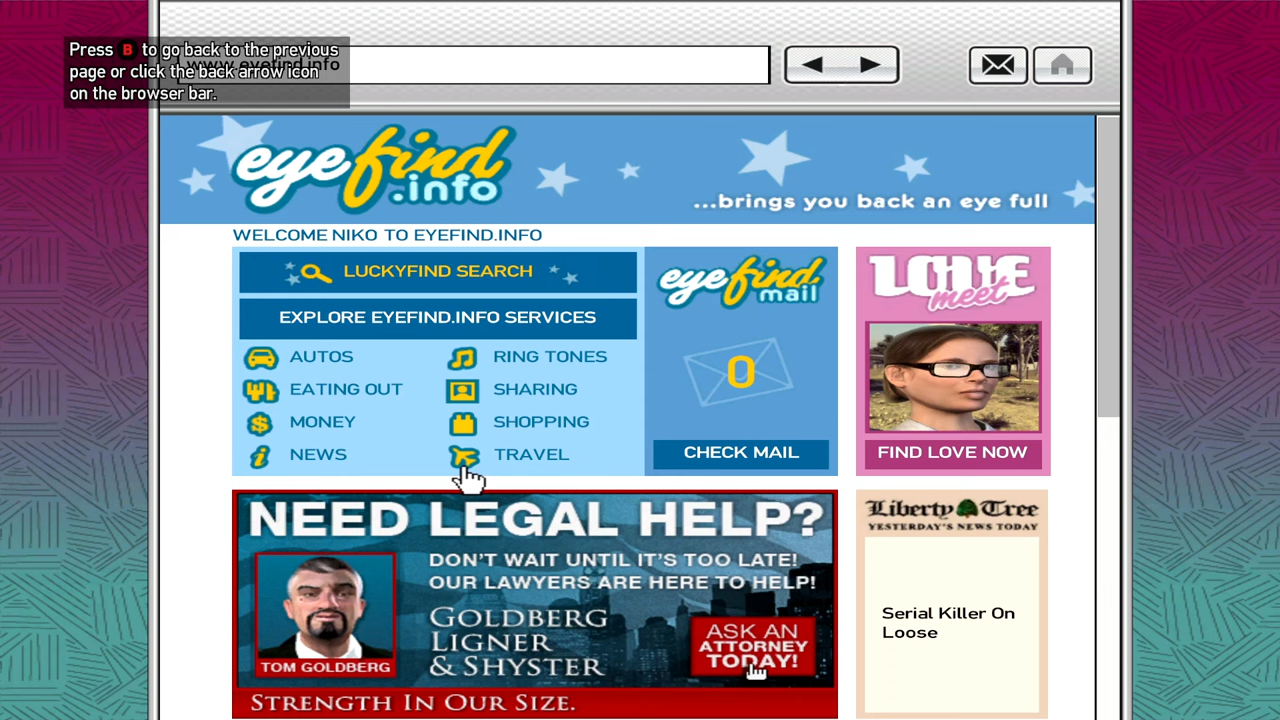 Press B to go back to the previous
page or click the back arrow icon
on the browser bar.
www.eyefind.info
eyefind
.info
...brings you back an eye full
WELCOME NIKO TO EYEFIND.INFO
LUCKYFIND SEARCH
EXPLORE EYEFIND.INFO SERVICES
AUTOS
RING TONES
EATING OUT
SHARING
MONEY
SHOPPING
NEWS
TRAVEL
eyefind
mail
0
CHECK MAIL
LOVE
meet
FIND LOVE NOW
NEED LEGAL HELP?
DON'T WAIT UNTIL IT'S TOO LATE!
OUR LAWYERS ARE HERE TO HELP!
GOLDBERG
LIGNER
& SHYSTER
TOM GOLDBERG
ASK AN
ATTORNEY
TODAY!
STRENGTH IN OUR SIZE.
Liberty Tree
YESTERDAY'S NEWS TODAY
Serial Killer On
Loose